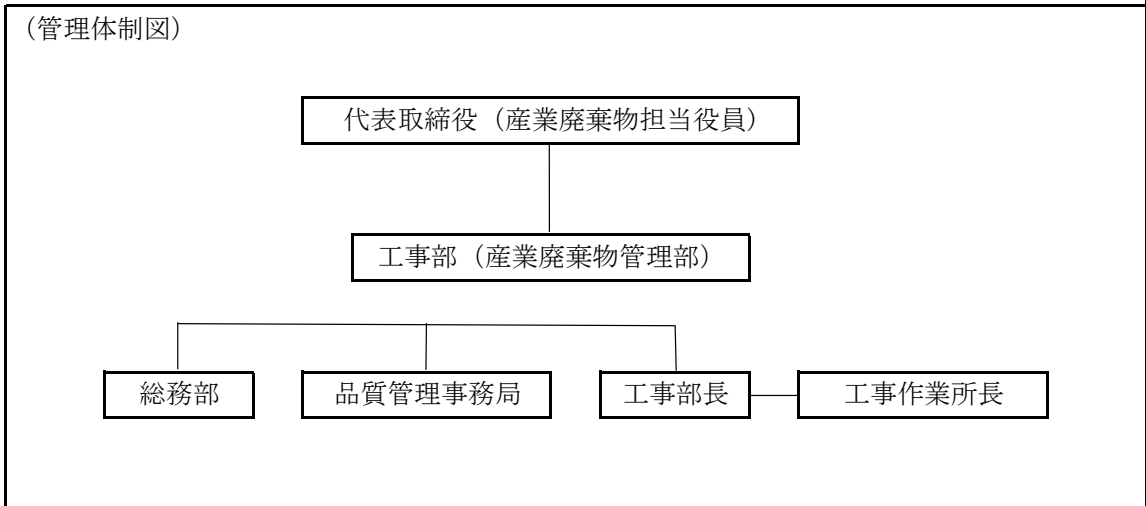 （管理体制図）
代表取締役（産業廃棄物担当役員）
工事部（産業廃棄物管理部）
総務部
品質管理事務局
工事部長
工事作業所長